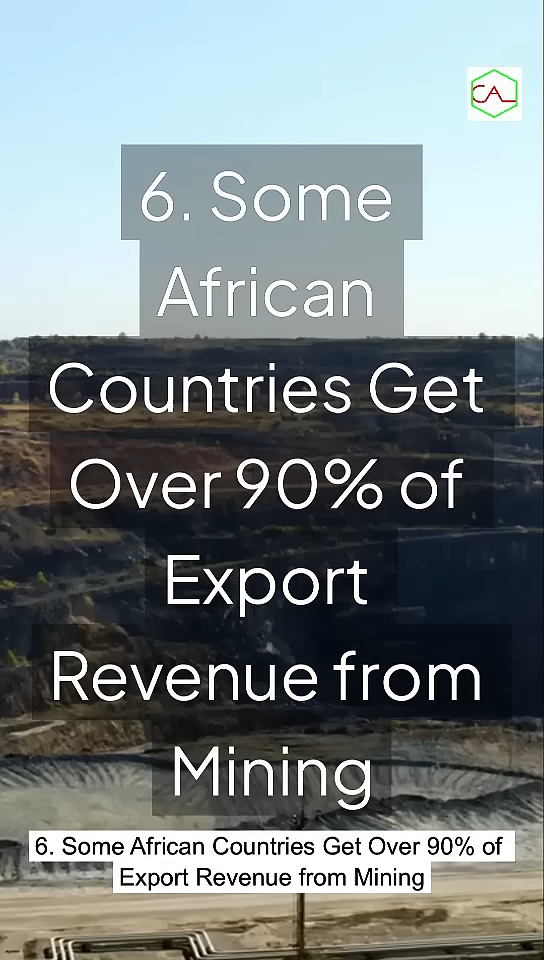 CAL
6. Some
African
Countries Get
Over 90% of
Export
Revenue from
Mining
6. Some African Countries Get Over 90% of
Export Revenue from Mining